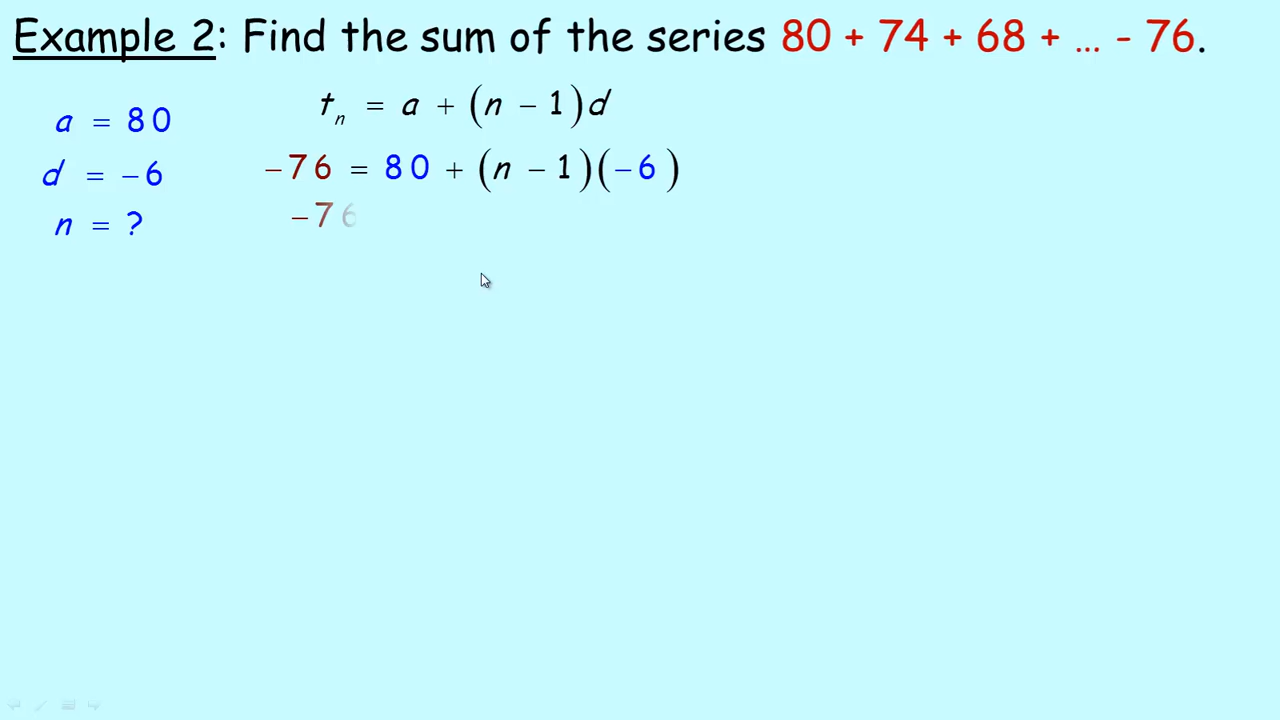 Example 2: Find the sum of the series 80 + 74 + 68 + ... - 76.
a = 80
d = −6
n = ?
tₙ = a + (n − 1)d
−76 = 80 + (n − 1)(−6)
−76